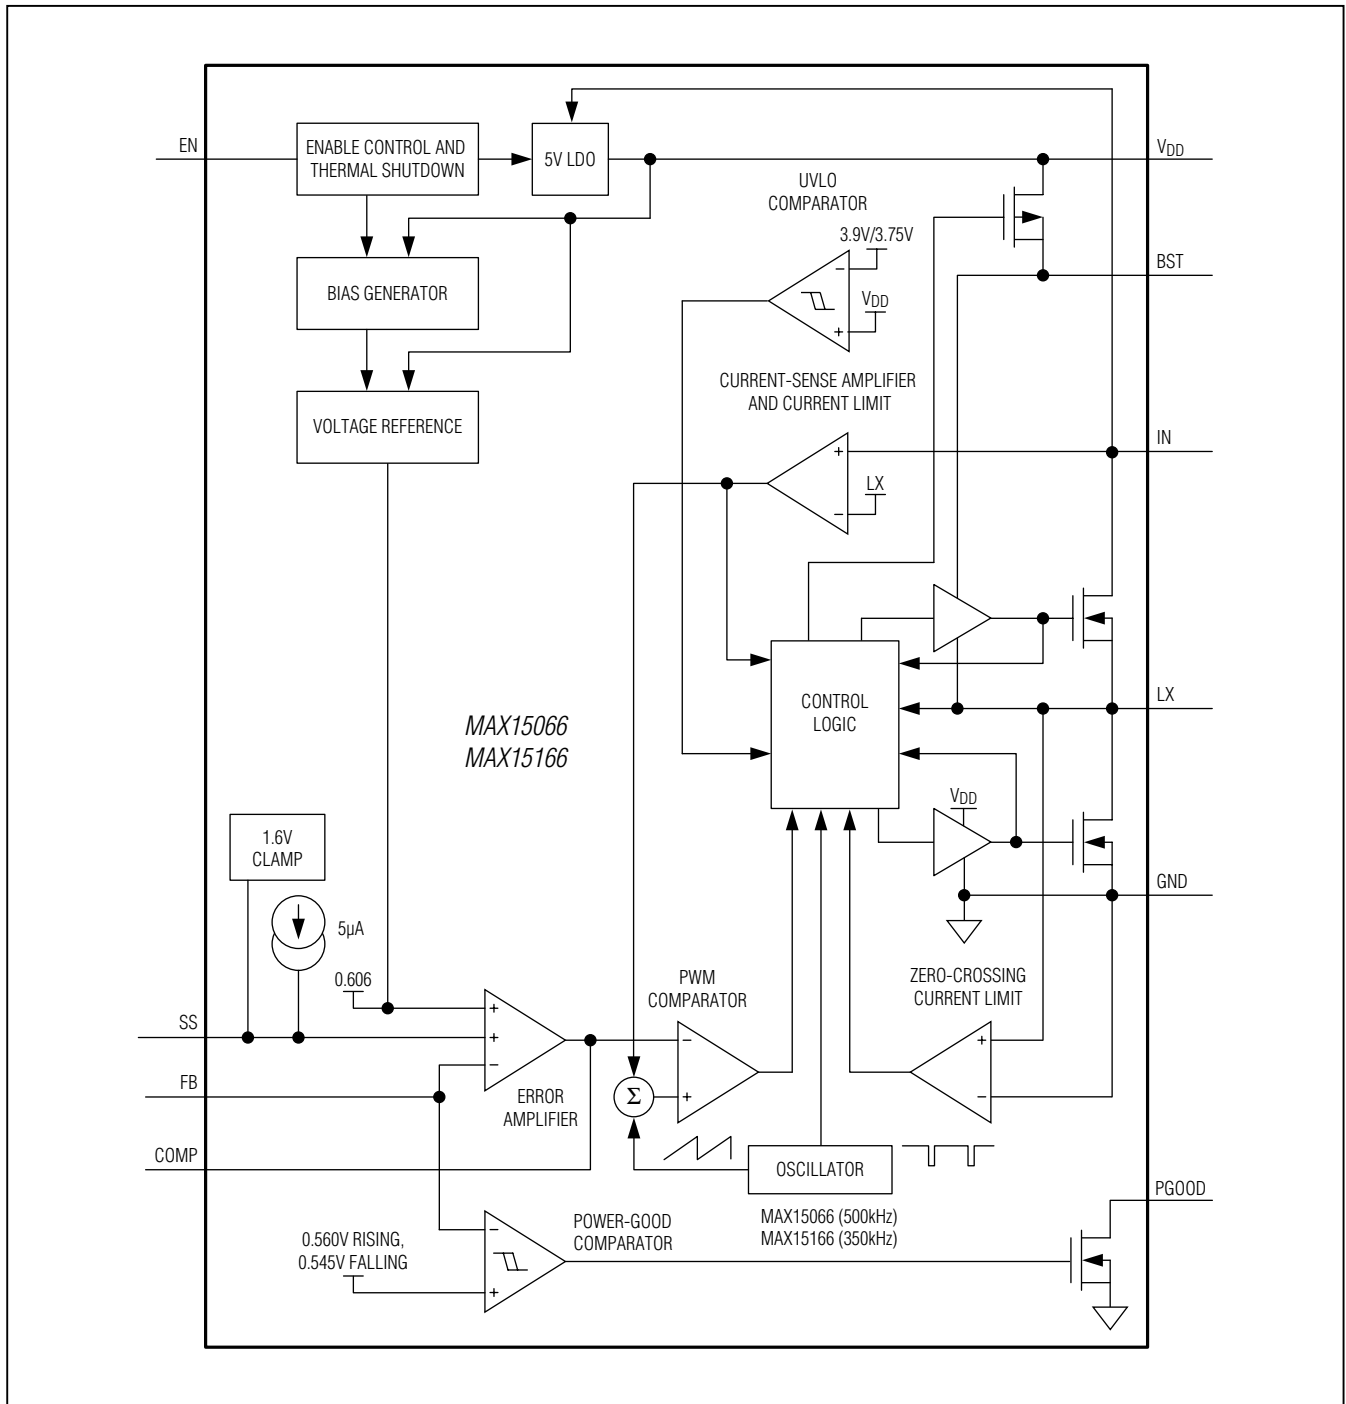 EN
ENABLE CONTROL AND
THERMAL SHUTDOWN
5V LDO
VDD
UVLO
COMPARATOR
3.9V/3.75V
−
VDD
+
BST
BIAS GENERATOR
CURRENT-SENSE AMPLIFIER
AND CURRENT LIMIT
VOLTAGE REFERENCE
+
LX
−
IN
CONTROL
LOGIC
LX
MAX15066
MAX15166
VDD
1.6V
CLAMP
GND
5µA
0.606
PWM
COMPARATOR
ZERO-CROSSING
CURRENT LIMIT
SS
+
+
−
FB
ERROR
AMPLIFIER
−
+
Σ
+
−
COMP
OSCILLATOR
PGOOD
MAX15066 (500kHz)
MAX15166 (350kHz)
POWER-GOOD
COMPARATOR
0.560V RISING,
0.545V FALLING
−
+